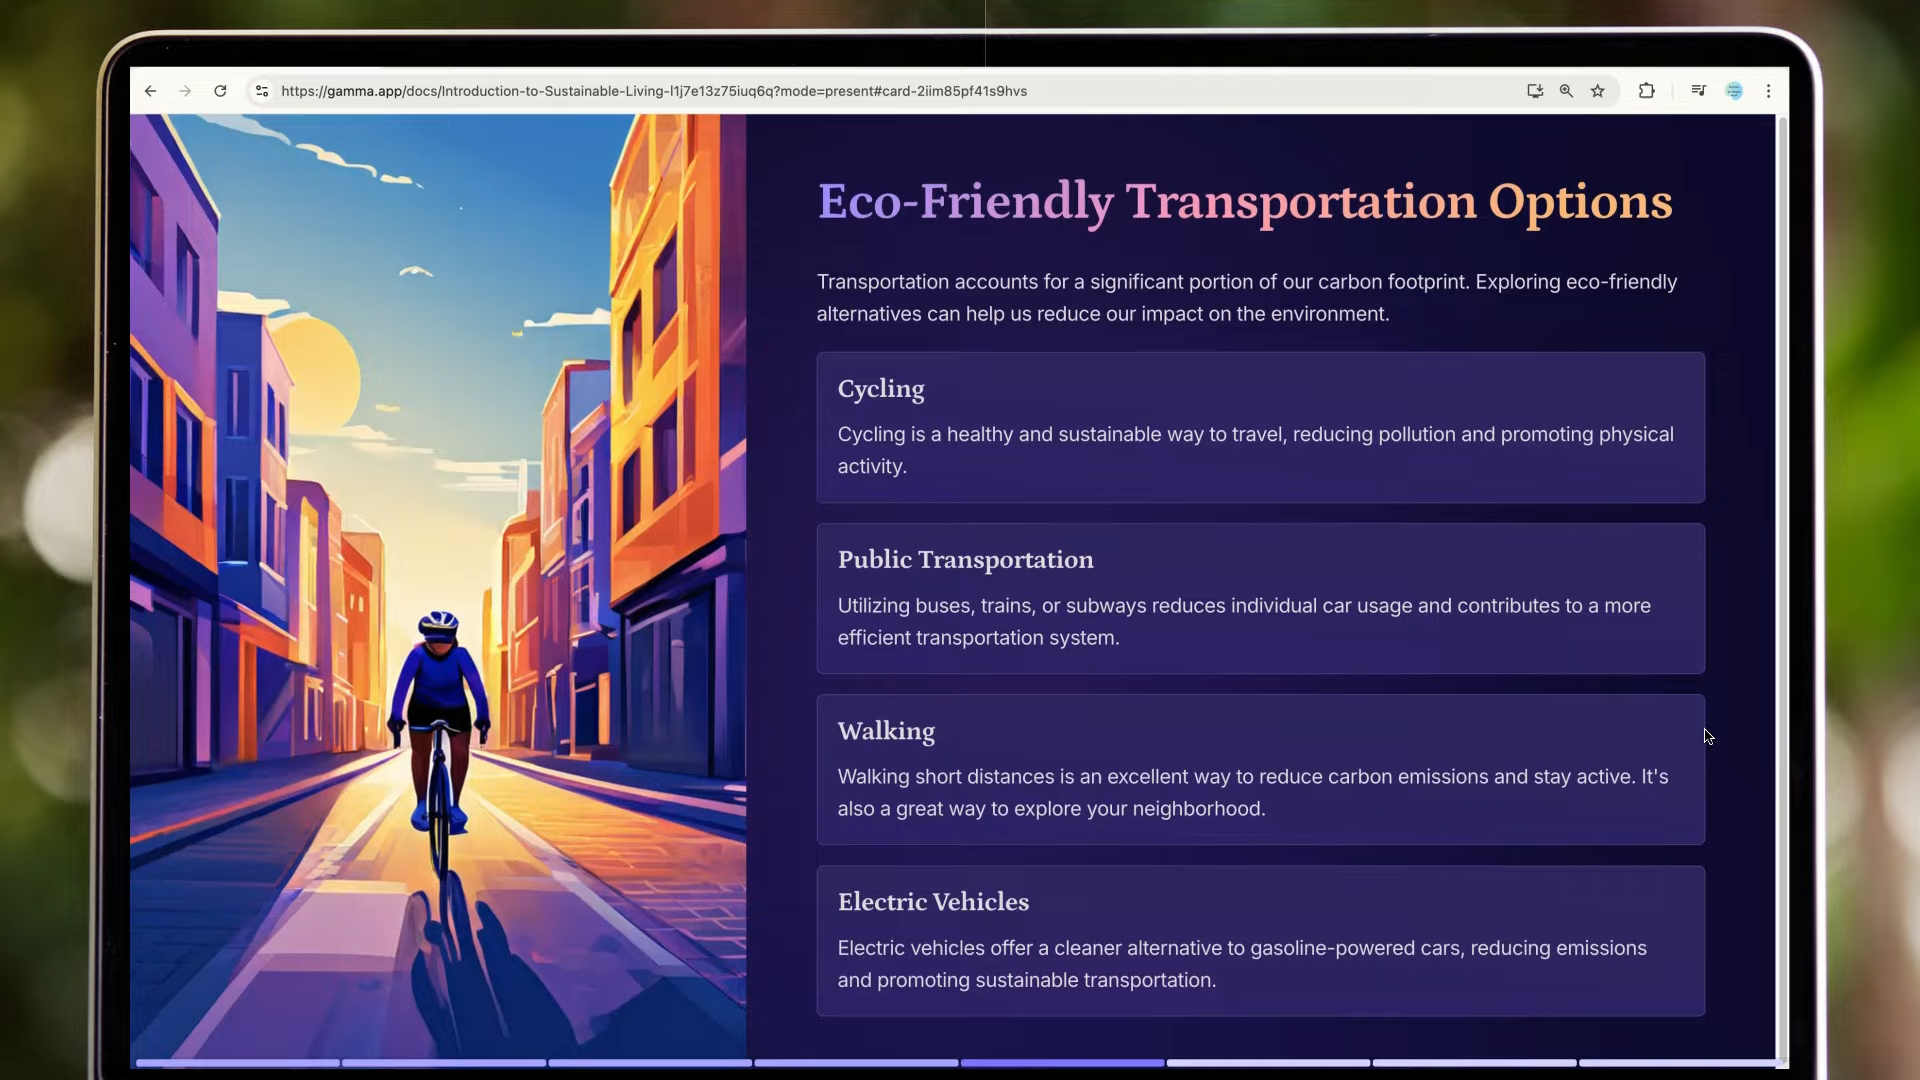 https://gamma.app/docs/Introduction-to-Sustainable-Living-l1j7e13z75iuq6q?mode=present#card-2iim85pf41s9hvs
Eco-Friendly Transportation Options
Transportation accounts for a significant portion of our carbon footprint. Exploring eco-friendly
alternatives can help us reduce our impact on the environment.
Cycling
Cycling is a healthy and sustainable way to travel, reducing pollution and promoting physical
activity.
Public Transportation
Utilizing buses, trains, or subways reduces individual car usage and contributes to a more
efficient transportation system.
Walking
Walking short distances is an excellent way to reduce carbon emissions and stay active. It's
also a great way to explore your neighborhood.
Electric Vehicles
Electric vehicles offer a cleaner alternative to gasoline-powered cars, reducing emissions
and promoting sustainable transportation.